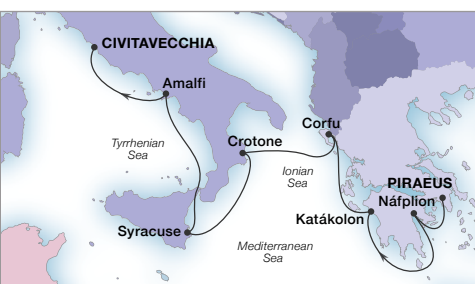 CIVITAVECCHIA
Amalfi
Corfu
Tyrrhenian
Sea
Crotone
Ionian
Sea
PIRAEUS
Náfplion
Katákolon
Syracuse
Mediterranean
Sea